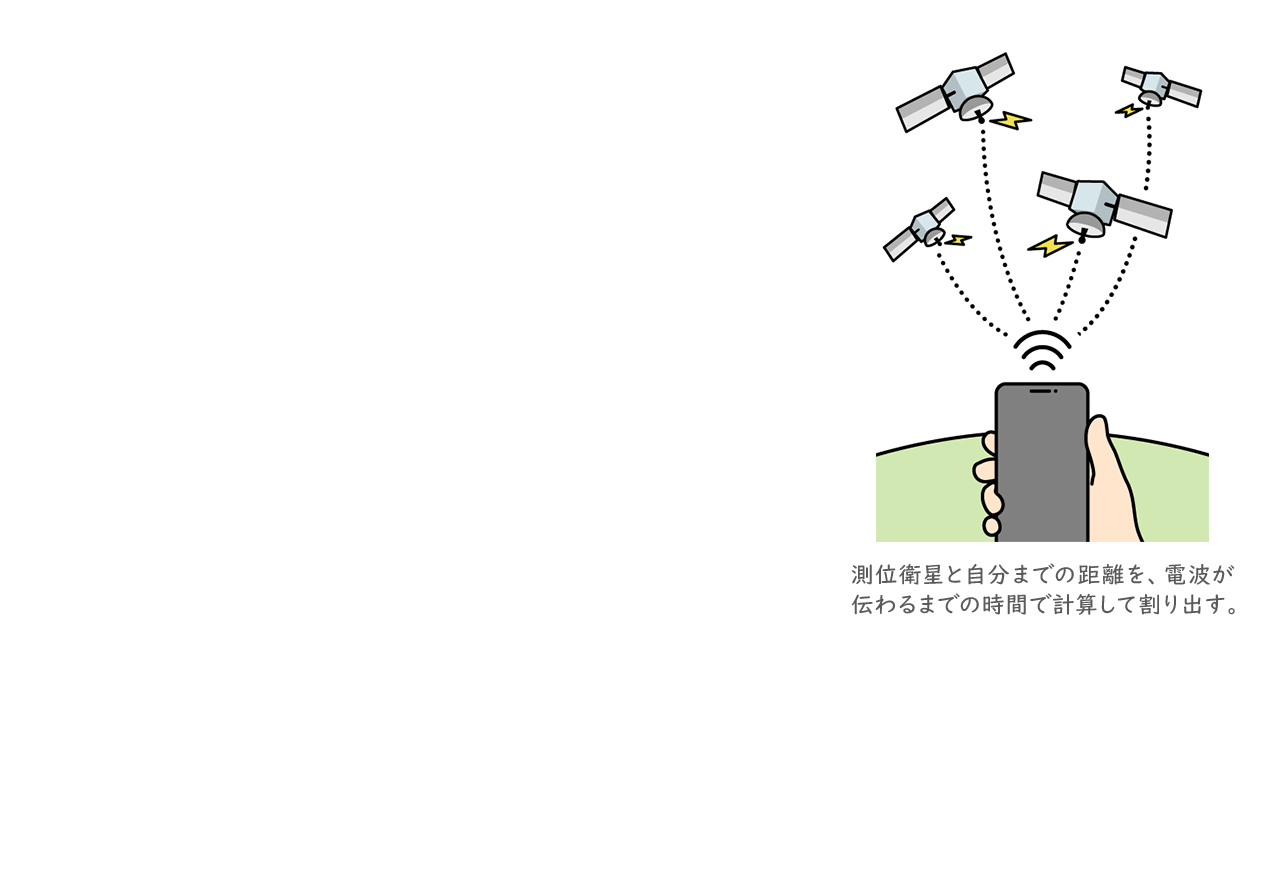 測位衛星と自分までの距離を、電波が
伝わるまでの時間で計算して割り出す。